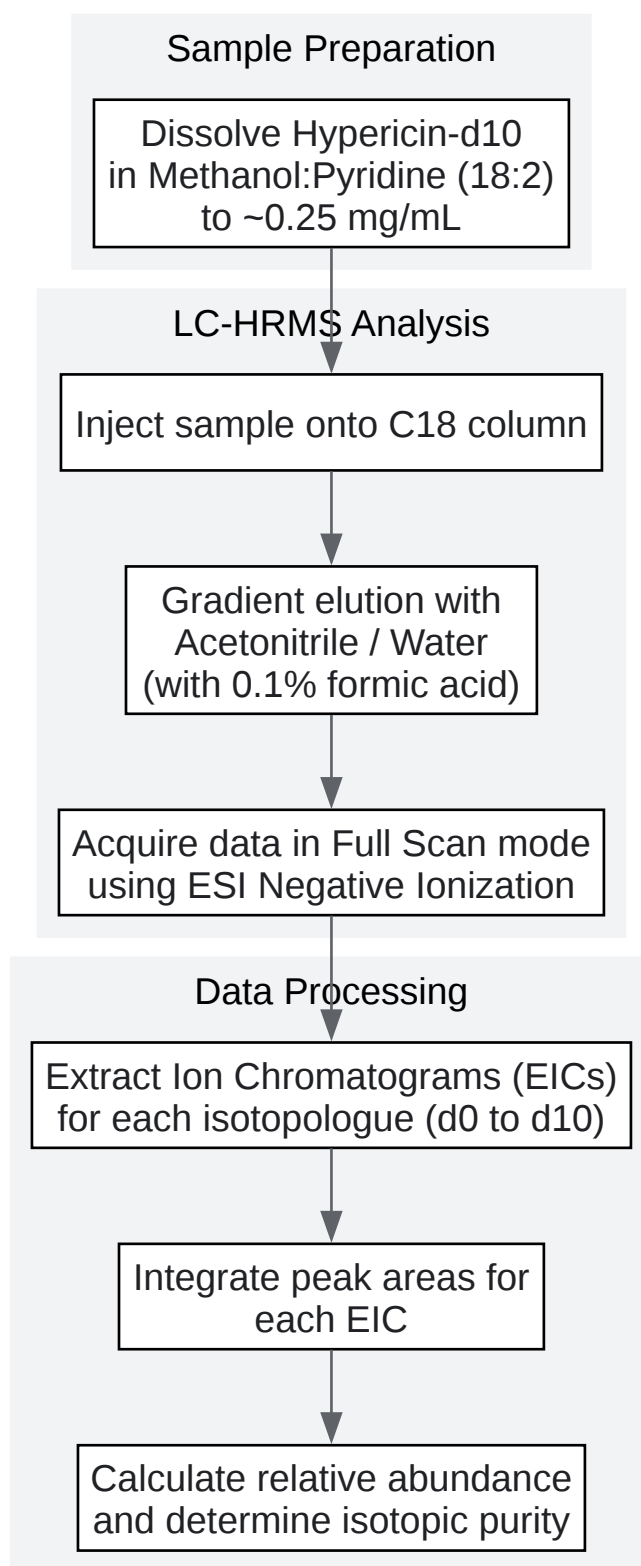 Sample Preparation
Dissolve Hypericin-d10
in Methanol:Pyridine (18:2)
to ~0.25 mg/mL
LC-HRMS Analysis
Inject sample onto C18 column
Gradient elution with
Acetonitrile / Water
(with 0.1% formic acid)
Acquire data in Full Scan mode
using ESI Negative Ionization
Data Processing
Extract Ion Chromatograms (EICs)
for each isotopologue (d0 to d10)
Integrate peak areas for
each EIC
Calculate relative abundance
and determine isotopic purity